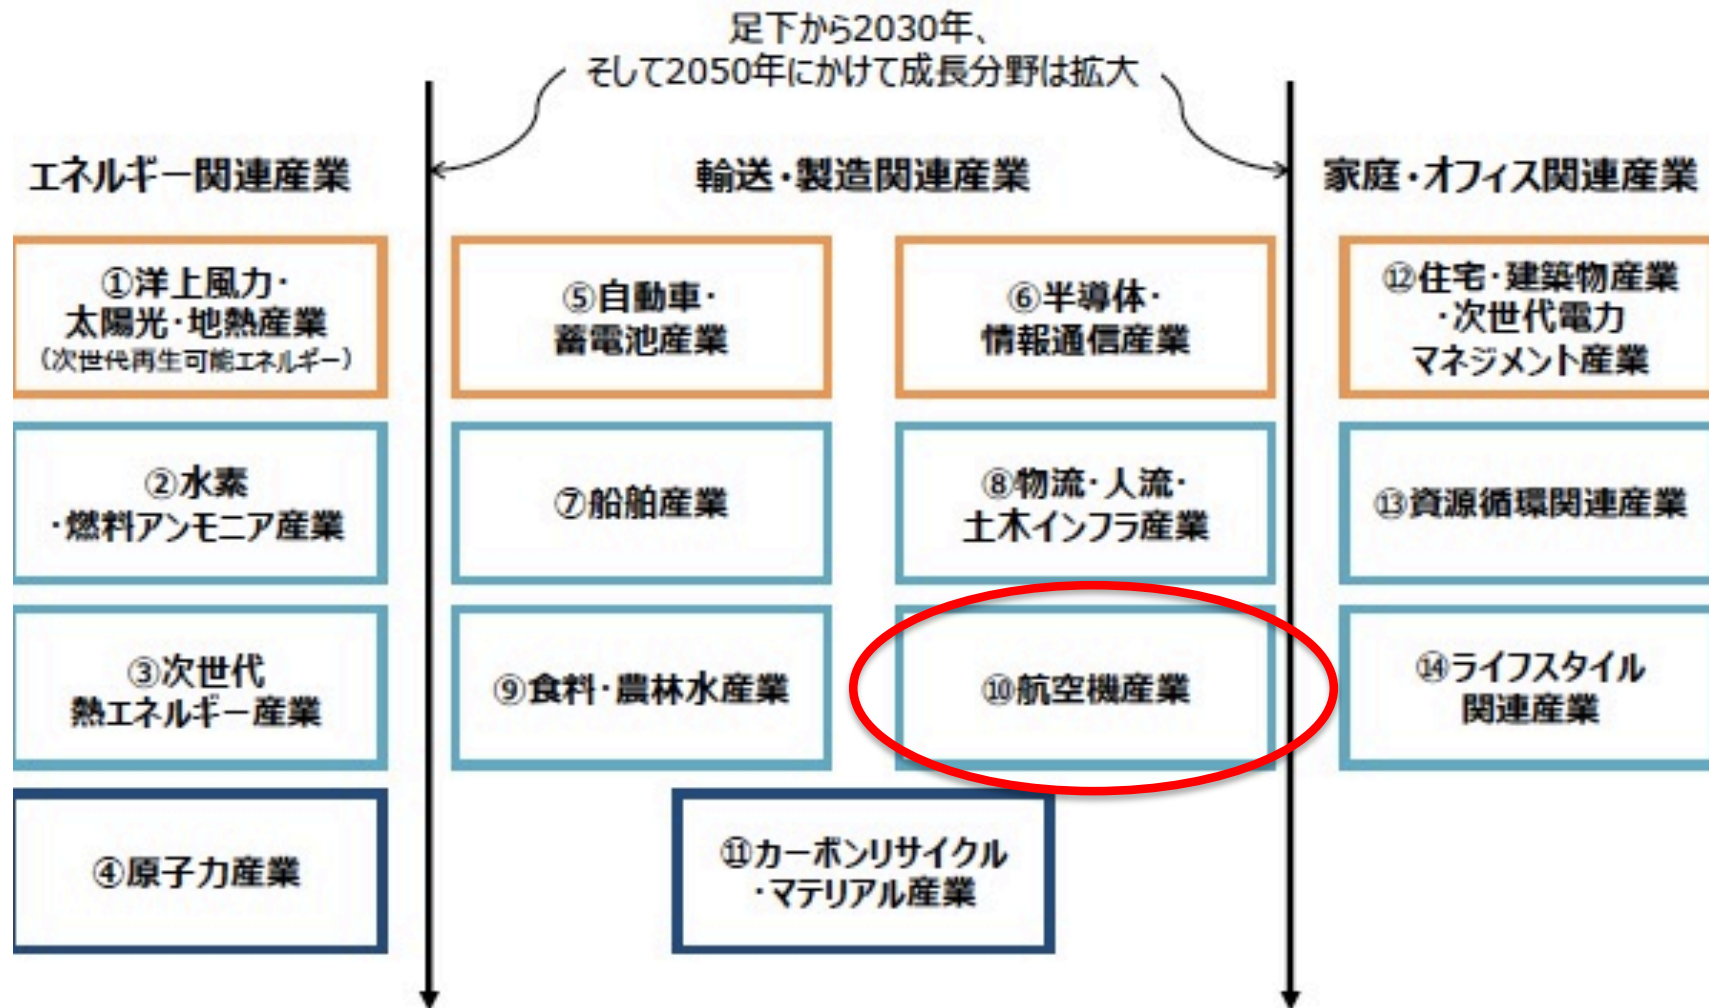 足下から2030年、
そして2050年にかけて成長分野は拡大
エネルギー関連産業
輸送・製造関連産業
家庭・オフィス関連産業
①洋上風力・
太陽光・地熱産業
（次世代再生可能エネルギー）
⑤自動車・
蓄電池産業
⑥半導体・
情報通信産業
⑫住宅・建築物産業
・次世代電力
マネジメント産業
②水素
・燃料アンモニア産業
⑦船舶産業
⑧物流・人流・
土木インフラ産業
⑬資源循環関連産業
③次世代
熱エネルギー産業
⑨食料・農林水産業
⑩航空機産業
⑭ライフスタイル
関連産業
④原子力産業
⑪カーボンリサイクル
・マテリアル産業